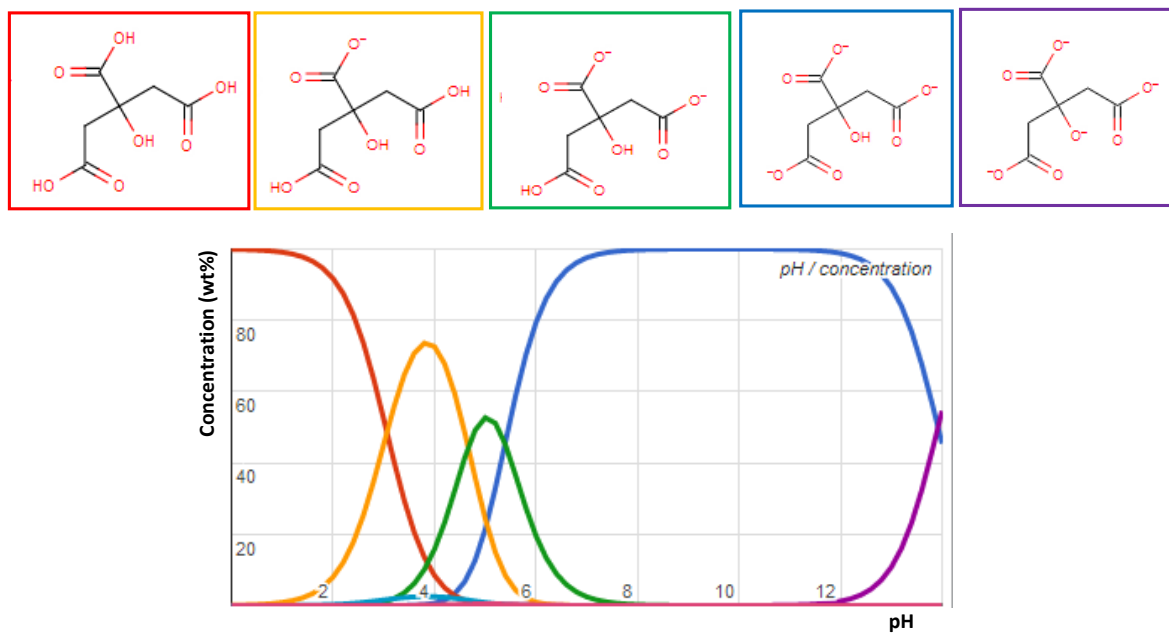 OH
O
OH
OH
O
HO
O
O⁻
O
OH
OH
O
HO
O
O⁻
O
O⁻
OH
O
HO
O
O⁻
O
O⁻
OH
O
⁻O
O
O⁻
O
O⁻
O⁻
O
⁻O
O
pH / concentration
Concentration (wt%)
80
60
40
20
2 4 6 8 10 12
pH